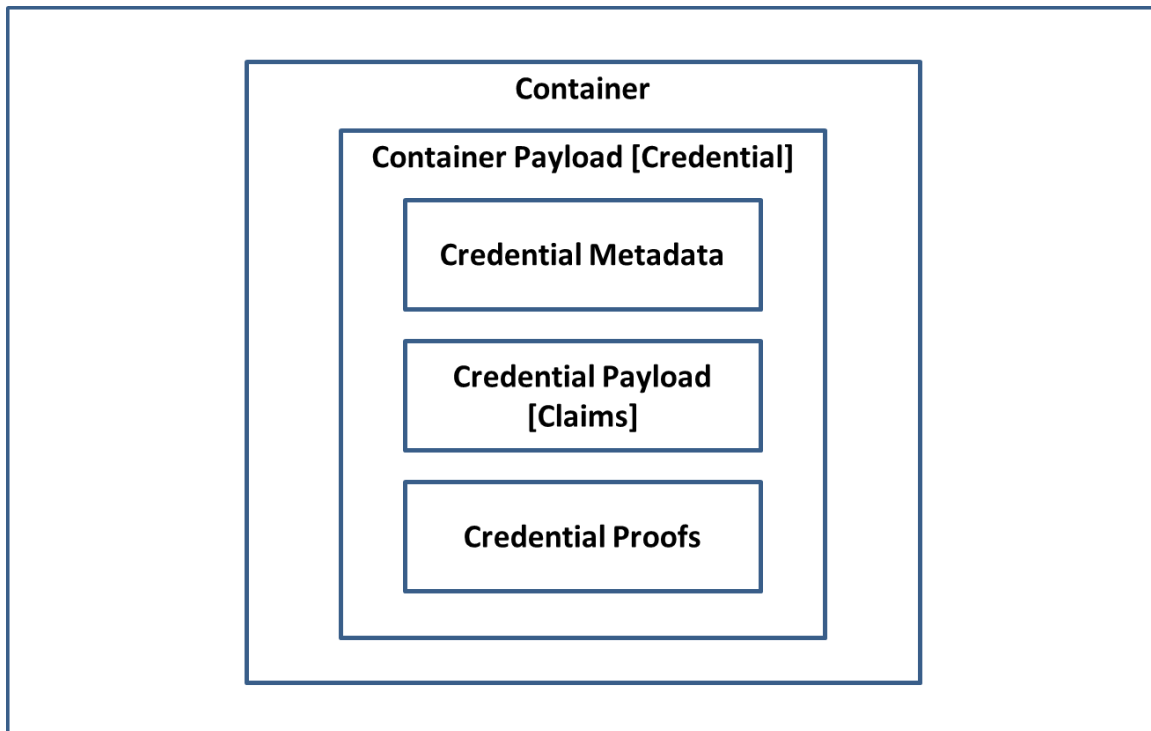 Container
Container Payload [Credential]
Credential Metadata
Credential Payload
[Claims]
Credential Proofs